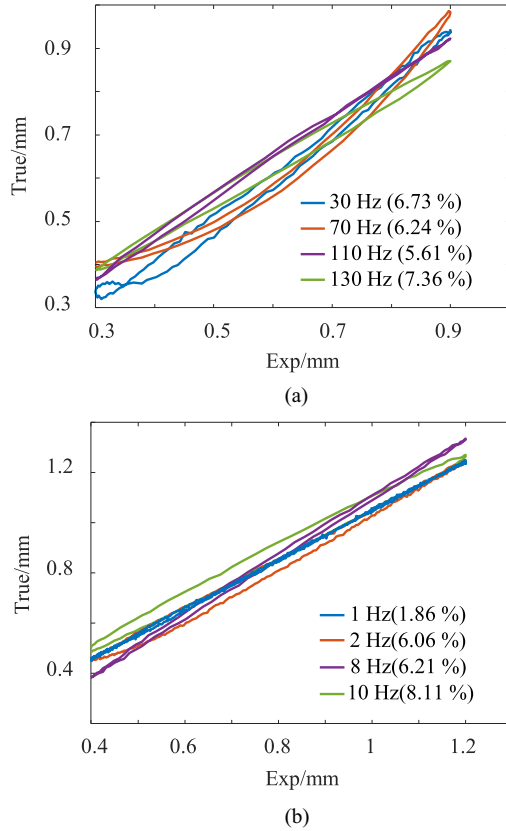 0.9
0.7
0.5
0.3
True/mm
30 Hz (6.73 %)
70 Hz (6.24 %)
110 Hz (5.61 %)
130 Hz (7.36 %)
0.3 0.5 0.7 0.9
Exp/mm
(a)
1.2
0.8
0.4
True/mm
1 Hz(1.86 %)
2 Hz(6.06 %)
8 Hz(6.21 %)
10 Hz(8.11 %)
0.4 0.6 0.8 1 1.2
Exp/mm
(b)